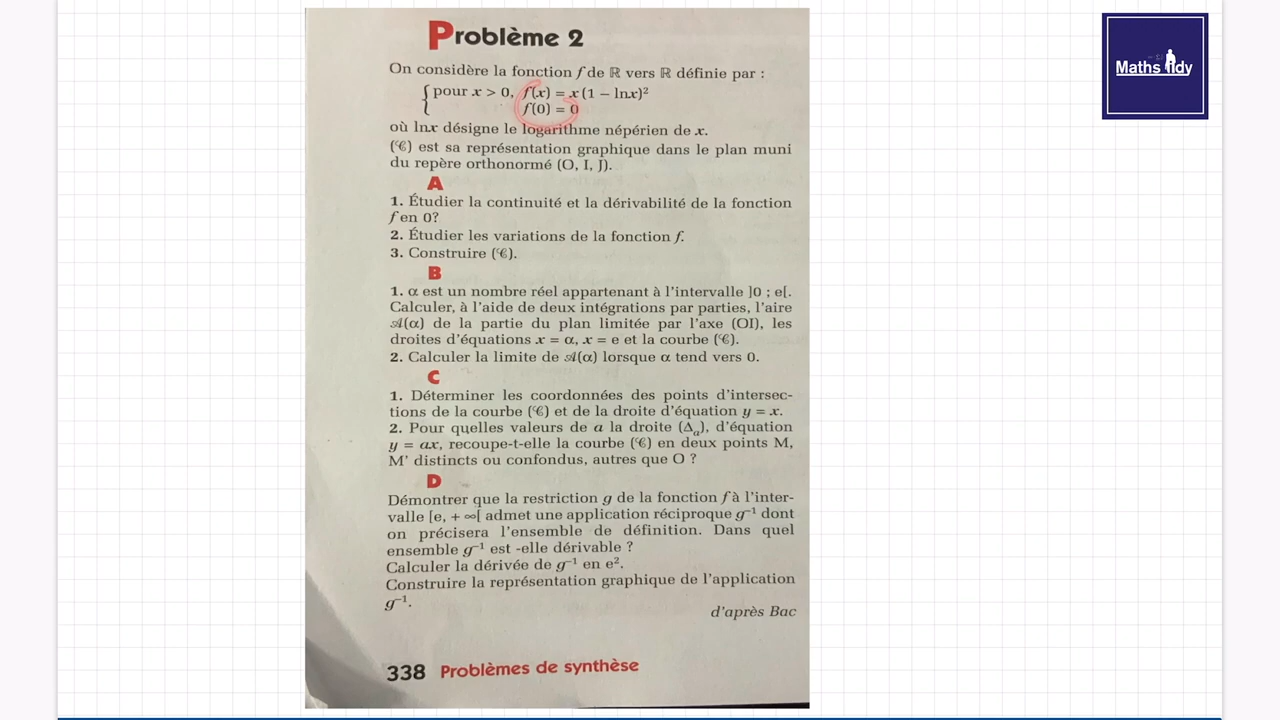 Problème 2
Maths tidy
On considère la fonction f de ℝ vers ℝ définie par :
{ pour x > 0, f(x) = x (1 – lnx)²
f(0) = 0
où lnx désigne le logarithme népérien de x.
(𝒞) est sa représentation graphique dans le plan muni
du repère orthonormé (O, I, J).
A
1. Étudier la continuité et la dérivabilité de la fonction
f en 0?
2. Étudier les variations de la fonction f.
3. Construire (𝒞).
B
1. α est un nombre réel appartenant à l'intervalle ]0 ; e[.
Calculer, à l'aide de deux intégrations par parties, l'aire
𝒜(α) de la partie du plan limitée par l'axe (OI), les
droites d'équations x = α, x = e et la courbe (𝒞).
2. Calculer la limite de 𝒜(α) lorsque α tend vers 0.
C
1. Déterminer les coordonnées des points d'intersec-
tions de la courbe (𝒞) et de la droite d'équation y = x.
2. Pour quelles valeurs de a la droite (Δₐ), d'équation
y = ax, recoupe-t-elle la courbe (𝒞) en deux points M,
M' distincts ou confondus, autres que O ?
D
Démontrer que la restriction g de la fonction f à l'inter-
valle [e, + ∞[ admet une application réciproque g⁻¹ dont
on précisera l'ensemble de définition. Dans quel
ensemble g⁻¹ est -elle dérivable ?
Calculer la dérivée de g⁻¹ en e².
Construire la représentation graphique de l'application
g⁻¹.
d'après Bac
338 Problèmes de synthèse